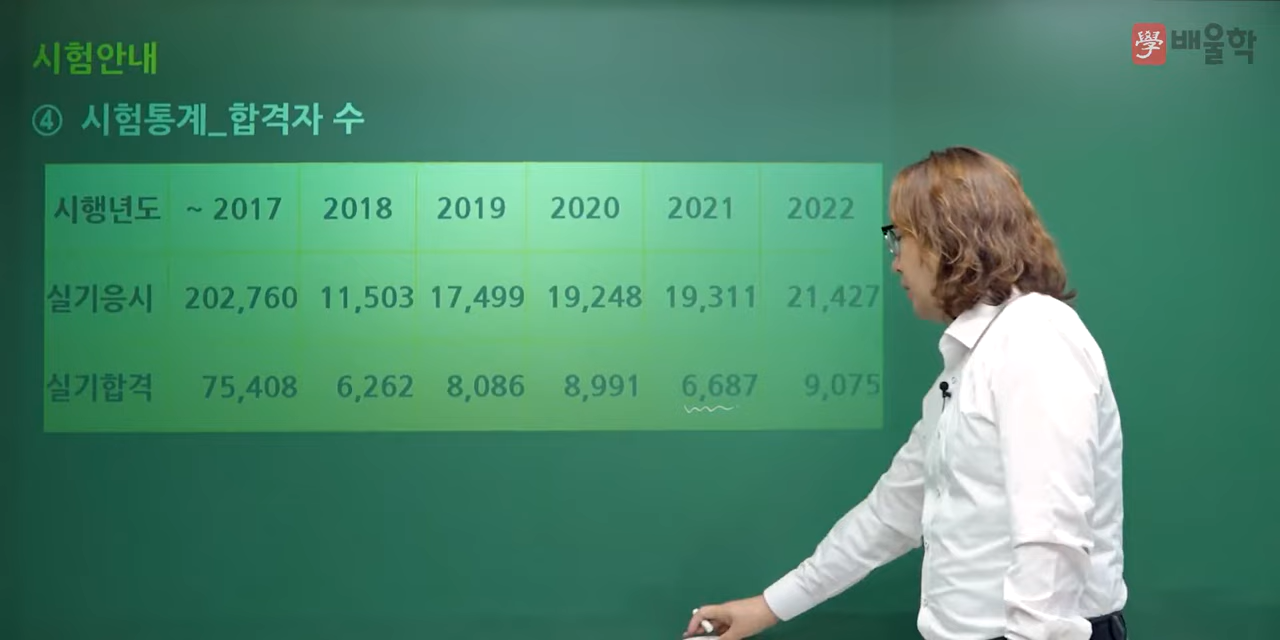 學 배울학
시험안내
④ 시험통계_합격자 수
시행년도 ~ 2017 2018 2019 2020 2021 2022
실기응시 202,760 11,503 17,499 19,248 19,311 21,427
실기합격 75,408 6,262 8,086 8,991 6,687 9,075